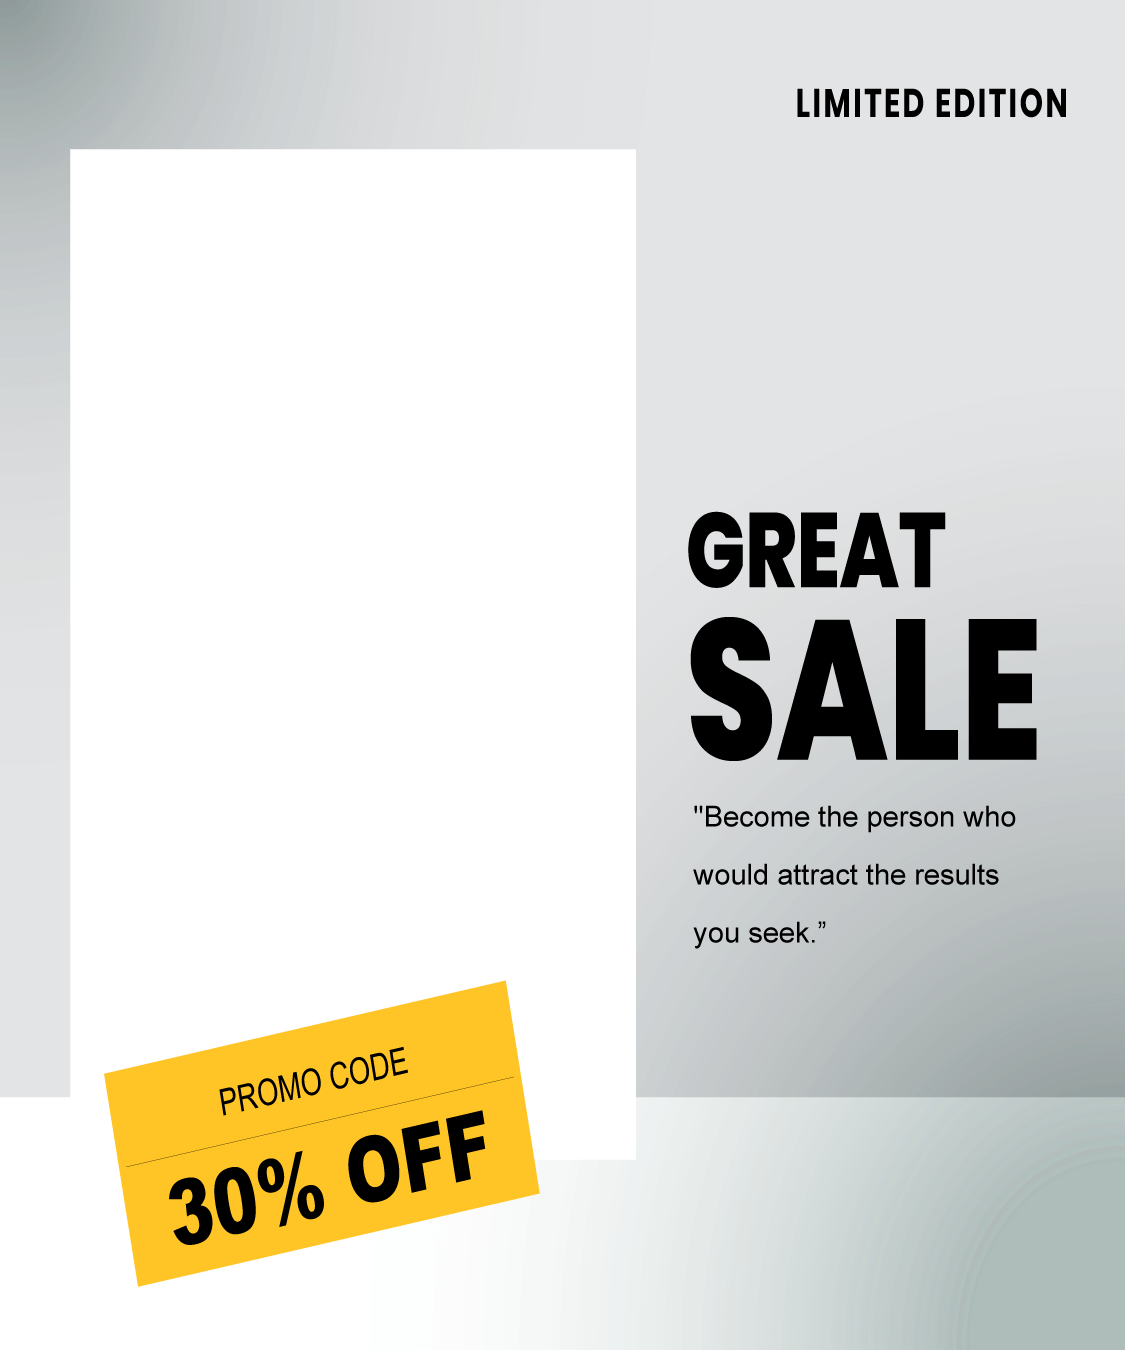 LIMITED EDITION
GREAT
SALE
"Become the person who
would attract the results
you seek.”
PROMO CODE
30% OFF